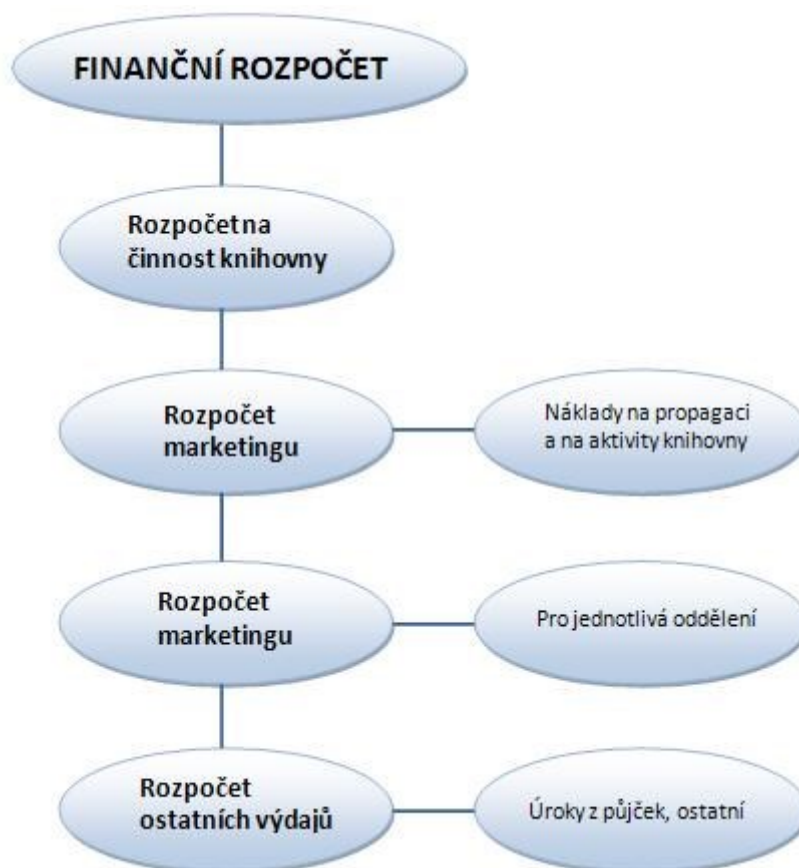 FINANČNÍ ROZPOČET
Rozpočet na
činnost knihovny
Rozpočet
marketingu
Náklady na propagaci
a na aktivity knihovny
Rozpočet
marketingu
Pro jednotlivá oddělení
Rozpočet
ostatních výdajů
Úroky z půjček, ostatní